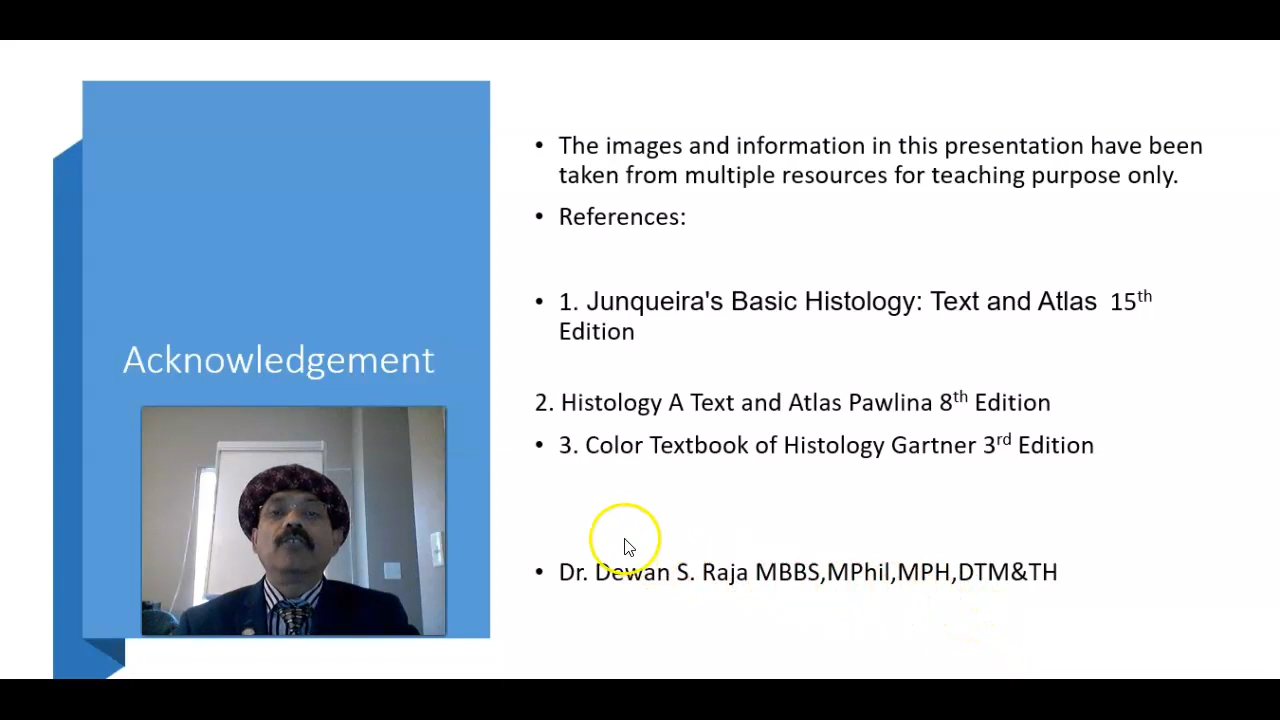 Acknowledgement
• The images and information in this presentation have been
taken from multiple resources for teaching purpose only.
• References:
• 1. Junqueira's Basic Histology: Text and Atlas 15th
Edition
2. Histology A Text and Atlas Pawlina 8th Edition
• 3. Color Textbook of Histology Gartner 3rd Edition
• Dr. Dewan S. Raja MBBS,MPhil,MPH,DTM&TH